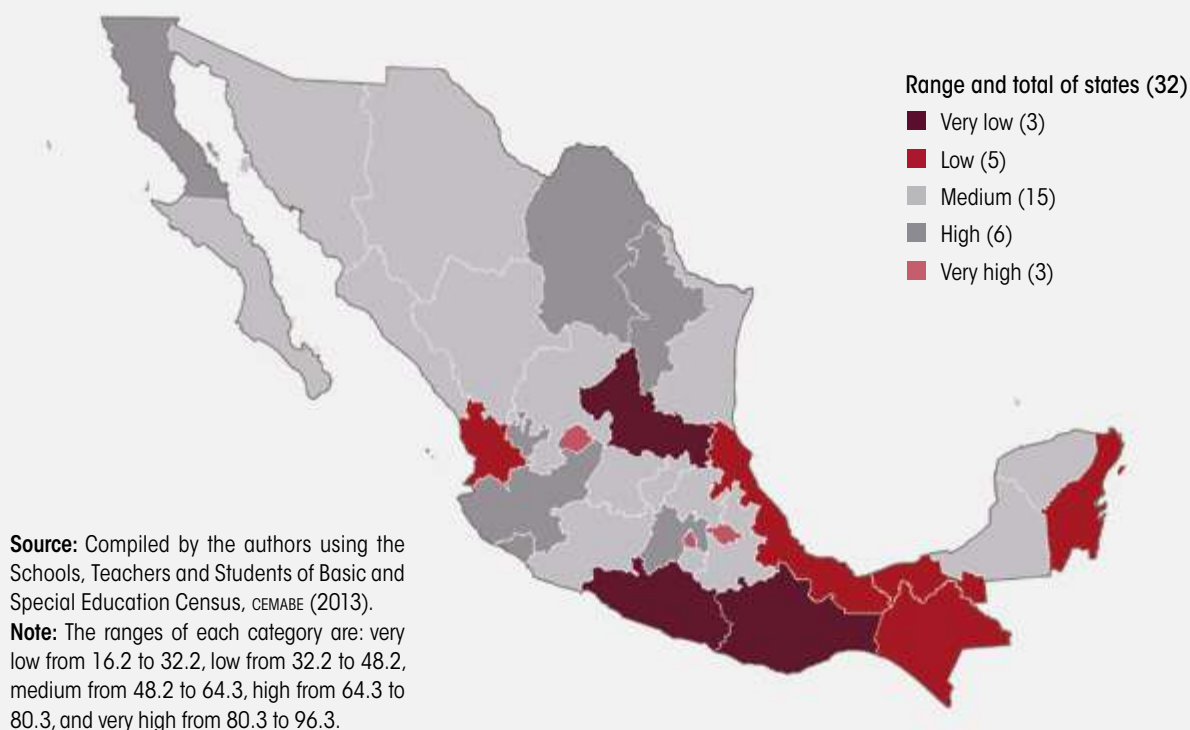 Range and total of states (32)
Very low (3)
Low (5)
Medium (15)
High (6)
Very high (3)
Source: Compiled by the authors using the
Schools, Teachers and Students of Basic and
Special Education Census, CEMABE (2013).
Note: The ranges of each category are: very
low from 16.2 to 32.2, low from 32.2 to 48.2,
medium from 48.2 to 64.3, high from 64.3 to
80.3, and very high from 80.3 to 96.3.